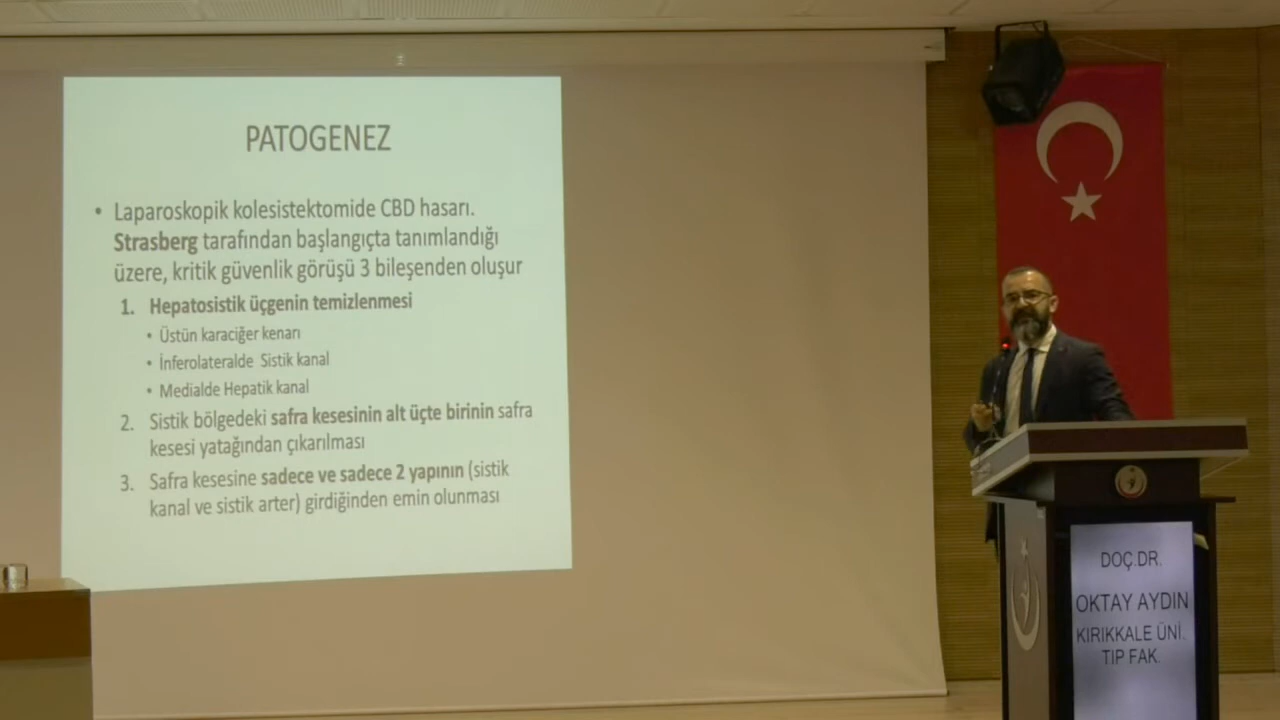 PATOGENEZ
• Laparoskopik kolesistektomide CBD hasarı.
Strasberg tarafından başlangıçta tanımlandığı
üzere, kritik güvenlik görüşü 3 bileşenden oluşur
1. Hepatosistik üçgenin temizlenmesi
• Üstün karaciğer kenarı
• İnferolateralde Sistik kanal
• Medialde Hepatik kanal
2. Sistik bölgedeki safra kesesinin alt üçte birinin safra
kesesi yatağından çıkarılması
3. Safra kesesine sadece ve sadece 2 yapının (sistik
kanal ve sistik arter) girdiğinden emin olunması
DOÇ.DR.
OKTAY AYDIN
KIRIKKALE ÜNİ.
TIP FAK.